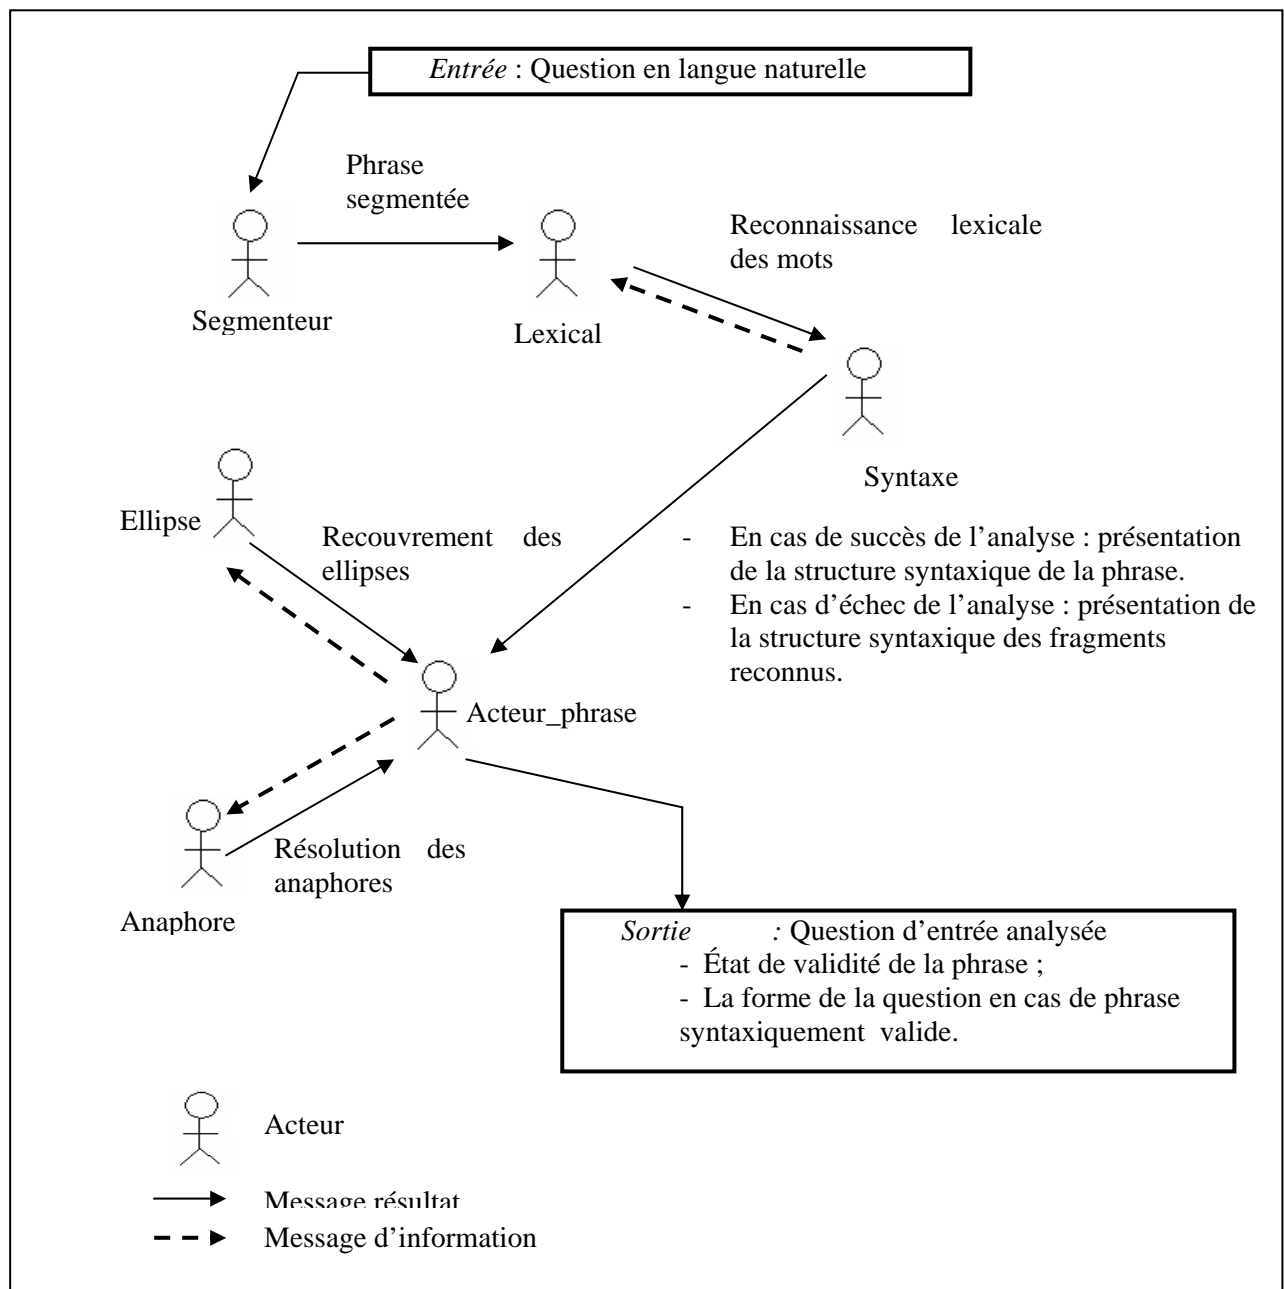 Entrée : Question en langue naturelle
Phrase
segmentée
Reconnaissance lexicale
des mots
Segmenteur
Lexical
Syntaxe
Ellipse
Recouvrement des
ellipses
- En cas de succès de l’analyse : présentation
de la structure syntaxique de la phrase.
- En cas d’échec de l’analyse : présentation de
la structure syntaxique des fragments
reconnus.
Acteur_phrase
Résolution des
anaphores
Anaphore
Sortie : Question d’entrée analysée
- État de validité de la phrase ;
- La forme de la question en cas de phrase
syntaxiquement valide.
Acteur
Message résultat
Message d’information